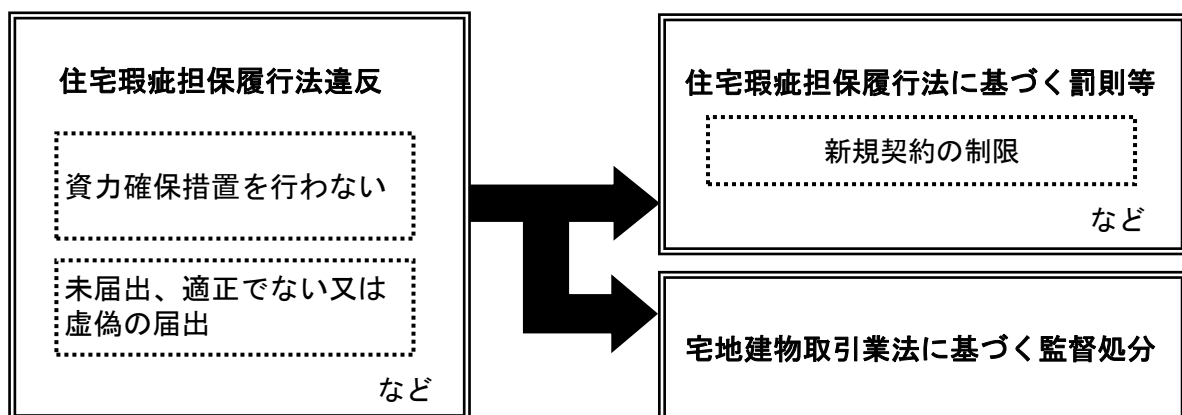 住宅瑕疵担保履行法違反
資力確保措置を行わない
未届出、適正でない又は
虚偽の届出
など
住宅瑕疵担保履行法に基づく罰則等
新規契約の制限
など
宅地建物取引業法に基づく監督処分